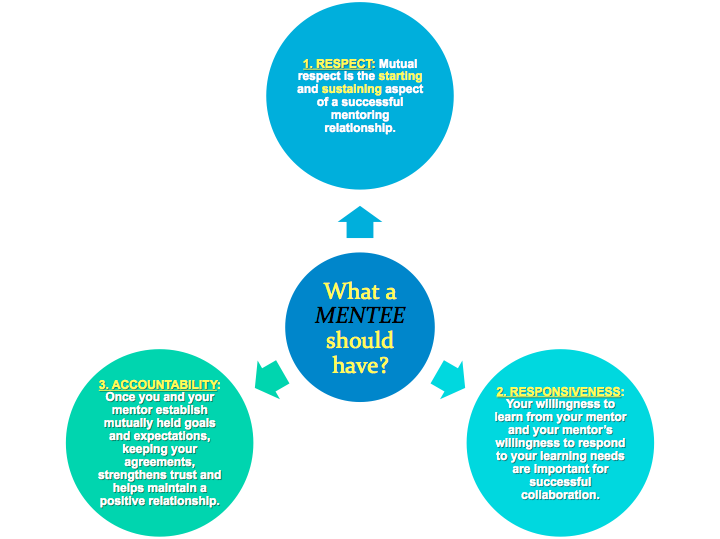 1. RESPECT: Mutual
respect is the starting
and sustaining aspect
of a successful
mentoring
relationship.
What a
MENTEE
should
have?
3. ACCOUNTABILITY:
Once you and your
mentor establish
mutually held goals
and expectations,
keeping your
agreements,
strengthens trust and
helps maintain a
positive relationship.
2. RESPONSIVENESS:
Your willingness to
learn from your mentor
and your mentor’s
willingness to respond
to your learning needs
are important for
successful
collaboration.